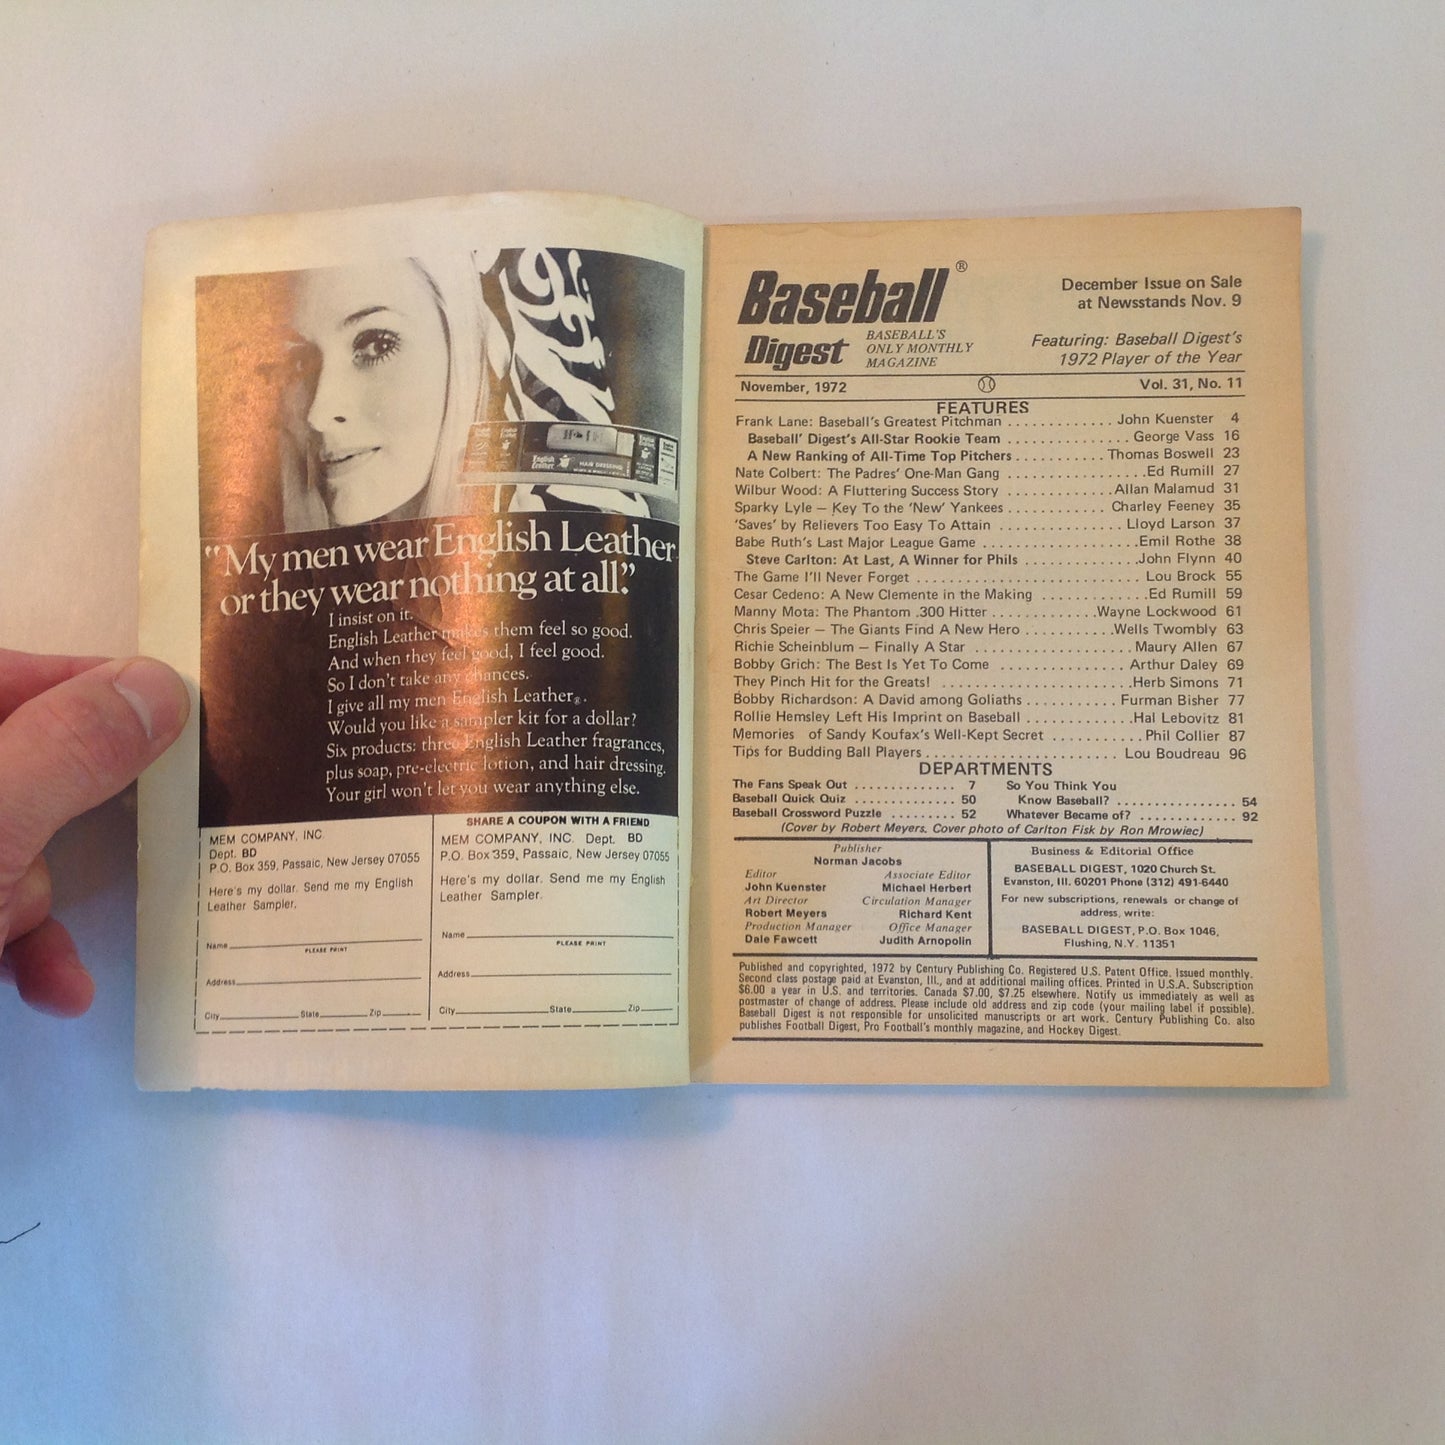 "My men wear English Leather
or they wear nothing at all."
I insist on it.
English Leather makes them feel so good.
And when they feel good, I feel good.
So I don't take any chances.
I give all my men English Leather®.
Would you like a sampler kit for a dollar?
Six products: three English Leather fragrances,
plus soap, pre-electric lotion, and hair dressing.
Your girl won't let you wear anything else.
MEM COMPANY, INC.
Dept. BD
P.O. Box 359, Passaic, New Jersey 07055
Here's my dollar. Send me my English
Leather Sampler.
Name
PLEASE PRINT
Address
City State Zip
SHARE A COUPON WITH A FRIEND
MEM COMPANY, INC. Dept. BD
P.O. Box 359, Passaic, New Jersey 07055
Here's my dollar. Send me my English
Leather Sampler.
Name
PLEASE PRINT
Address
City State Zip
Baseball ®
Digest
BASEBALL'S
ONLY MONTHLY
MAGAZINE
December Issue on Sale
at Newsstands Nov. 9
Featuring: Baseball Digest's
1972 Player of the Year
November, 1972 Vol. 31, No. 11
FEATURES
Frank Lane: Baseball's Greatest Pitchman . . . . . . . . . . . . John Kuenster 4
Baseball' Digest's All-Star Rookie Team . . . . . . . . . . . . . . George Vass 16
A New Ranking of All-Time Top Pitchers . . . . . . . . . . Thomas Boswell 23
Nate Colbert: The Padres' One-Man Gang . . . . . . . . . . . . . . . . Ed Rumill 27
Wilbur Wood: A Fluttering Success Story . . . . . . . . . . . . Allan Malamud 31
Sparky Lyle — Key To the 'New' Yankees . . . . . . . . . . . . Charley Feeney 35
'Saves' by Relievers Too Easy To Attain . . . . . . . . . . . . . . Lloyd Larson 37
Babe Ruth's Last Major League Game . . . . . . . . . . . . . . . . . . Emil Rothe 38
Steve Carlton: At Last, A Winner for Phils . . . . . . . . . . . . . John Flynn 40
The Game I'll Never Forget . . . . . . . . . . . . . . . . . . . . . . . . . Lou Brock 55
Cesar Cedeno: A New Clemente in the Making . . . . . . . . . . . . Ed Rumill 59
Manny Mota: The Phantom .300 Hitter . . . . . . . . . . . . Wayne Lockwood 61
Chris Speier — The Giants Find A New Hero . . . . . . . . . . . Wells Twombly 63
Richie Scheinblum — Finally A Star . . . . . . . . . . . . . . . . . . . Maury Allen 67
Bobby Grich: The Best Is Yet To Come . . . . . . . . . . . . . . Arthur Daley 69
They Pinch Hit for the Greats! . . . . . . . . . . . . . . . . . . . . . . Herb Simons 71
Bobby Richardson: A David among Goliaths . . . . . . . . . . . Furman Bisher 77
Rollie Hemsley Left His Imprint on Baseball . . . . . . . . . . . . . Hal Lebovitz 81
Memories of Sandy Koufax's Well-Kept Secret . . . . . . . . . . Phil Collier 87
Tips for Budding Ball Players . . . . . . . . . . . . . . . . . . . . . . Lou Boudreau 96
DEPARTMENTS
The Fans Speak Out . . . . . . . . . . . . . . 7
Baseball Quick Quiz . . . . . . . . . . . . . 50
Baseball Crossword Puzzle . . . . . . . . 52
So You Think You
Know Baseball? . . . . . . . . . . . . . . . . 54
Whatever Became of? . . . . . . . . . . . . . 92
(Cover by Robert Meyers, Cover photo of Carlton Fisk by Ron Mrowiec)
Publisher
Norman Jacobs
Editor Associate Editor
John Kuenster Michael Herbert
Art Director Circulation Manager
Robert Meyers Richard Kent
Production Manager Office Manager
Dale Fawcett Judith Arnopolin
Business & Editorial Office
BASEBALL DIGEST, 1020 Church St.
Evanston, Ill. 60201 Phone (312) 491-6440
For new subscriptions, renewals or change of
address, write:
BASEBALL DIGEST, P.O. Box 1046,
Flushing, N.Y. 11351
Published and copyrighted, 1972 by Century Publishing Co. Registered U.S. Patent Office. Issued monthly.
Second class postage paid at Evanston, Ill., and at additional mailing offices. Printed in U.S.A. Subscription
$6.00 a year in U.S. and territories. Canada $7.00, $7.25 elsewhere. Notify us immediately as well as
postmaster of change of address. Please include old address and zip code (your mailing label if possible).
Baseball Digest is not responsible for unsolicited manuscripts or art work. Century Publishing Co. also
publishes Football Digest, Pro Football's monthly magazine, and Hockey Digest.